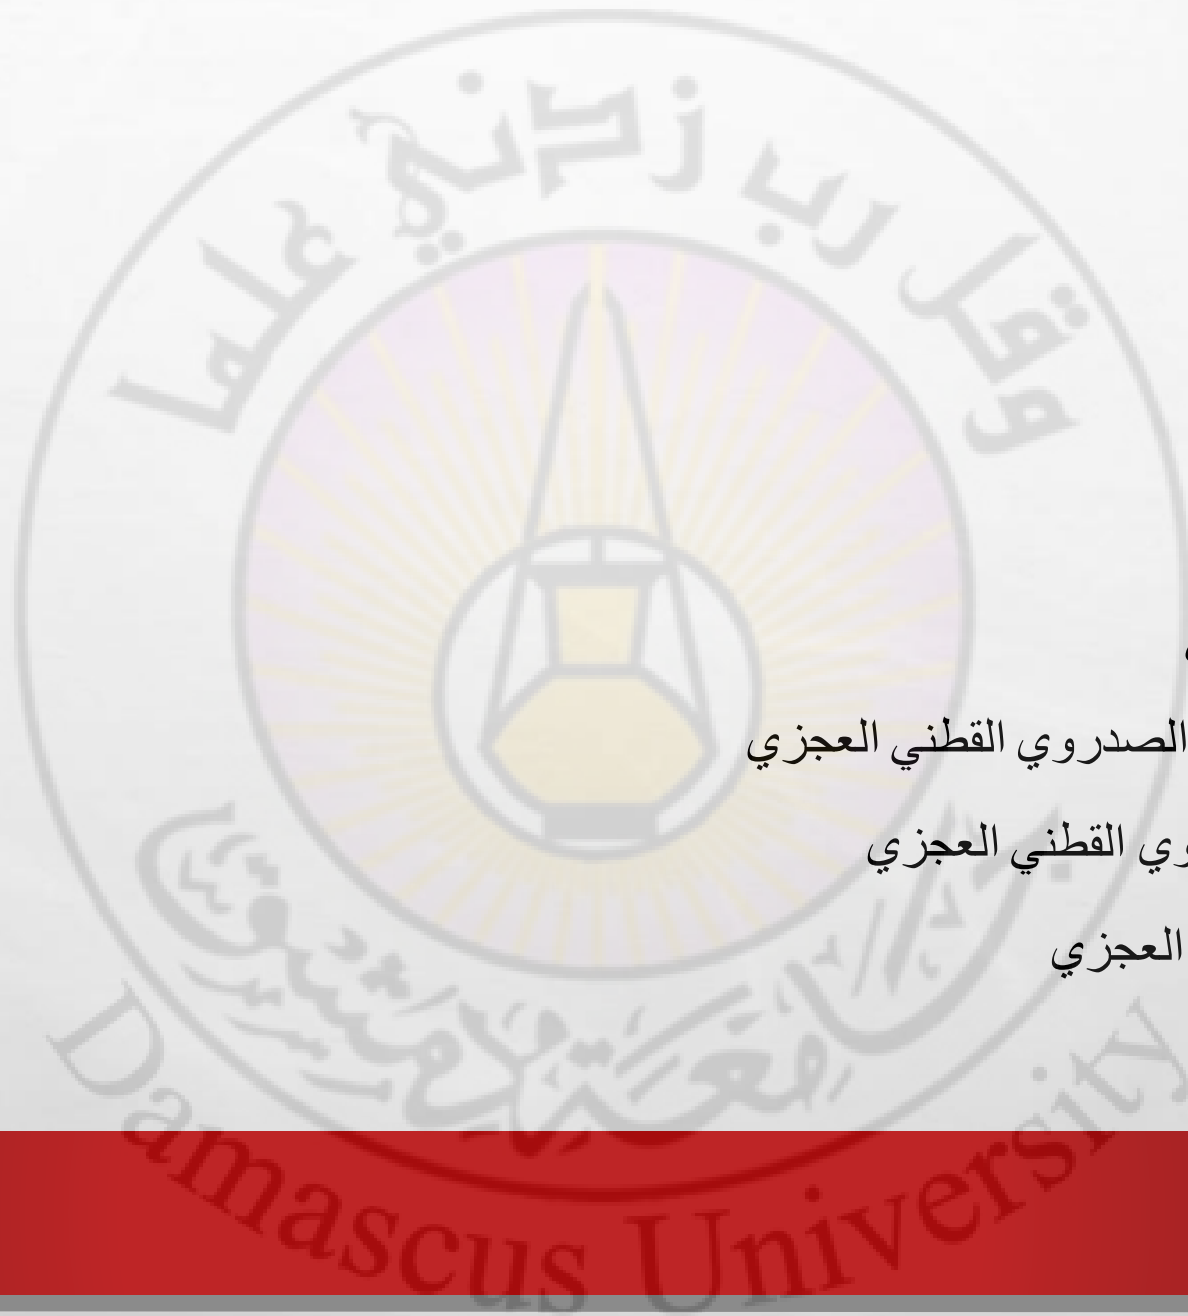 وقل رب زدني علما
الصدروي القطني العجزي
القطني العجزي
العجزي
جامعة دمشق
Damascus University